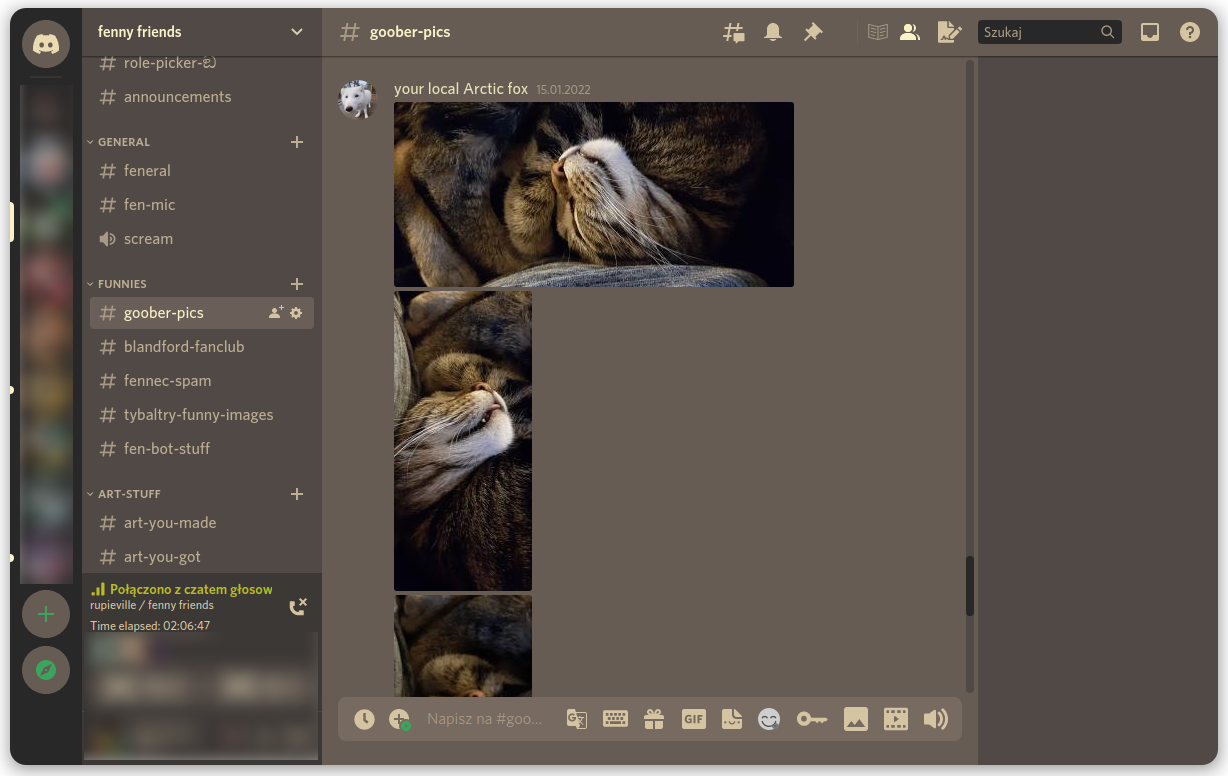 fenny friends
role-picker-ඞ
announcements
GENERAL
feneral
fen-mic
scream
FUNNIES
goober-pics
blandford-fanclub
fennec-spam
tybaltry-funny-images
fen-bot-stuff
ART-STUFF
art-you-made
art-you-got
Połączono z czatem głosow
rupieville / fenny friends
Time elapsed: 02:06:47
goober-pics
Szukaj
your local Arctic fox 15.01.2022
Napisz na #goo...
GIF